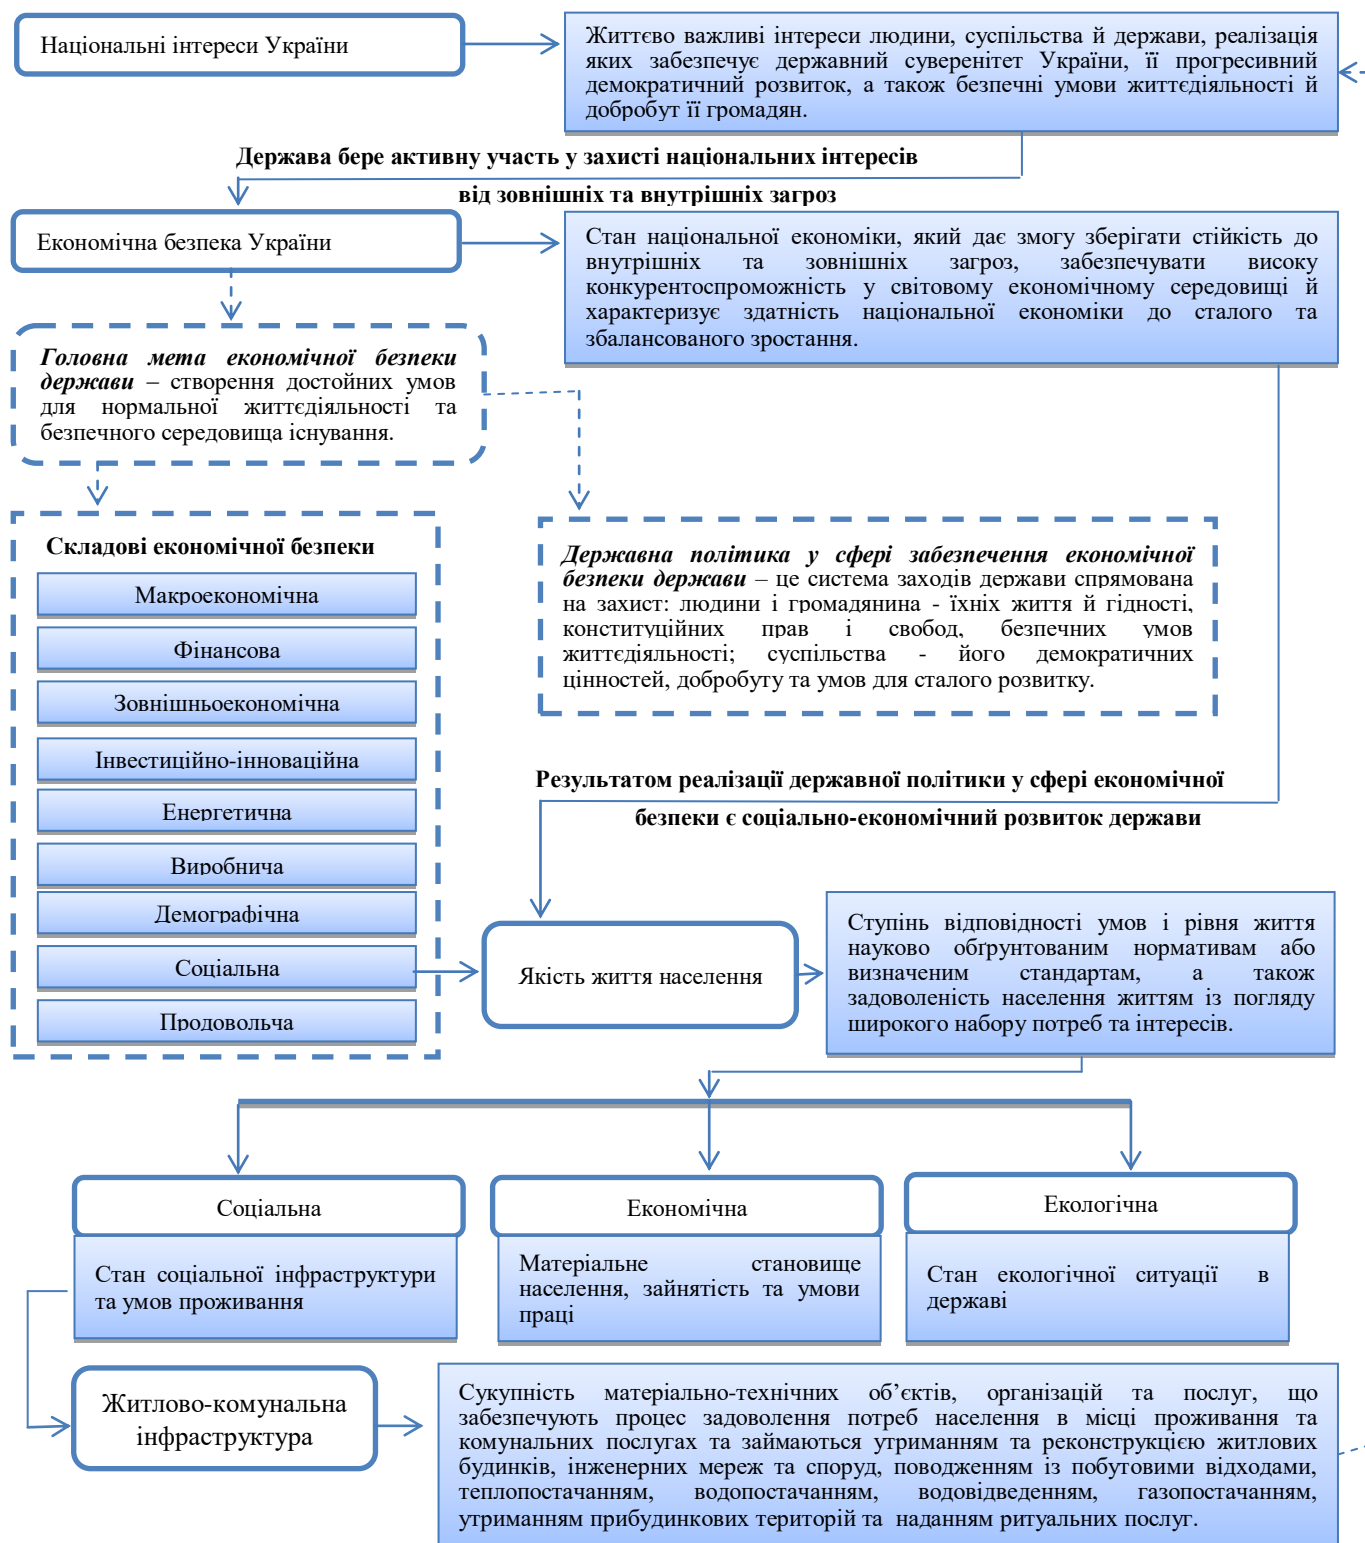 Національні інтереси України
Життєво важливі інтереси людини, суспільства й держави, реалізація
яких забезпечує державний суверенітет України, її прогресивний
демократичний розвиток, а також безпечні умови життєдіяльності й
добробут її громадян.
Держава бере активну участь у захисті національних інтересів
від зовнішніх та внутрішніх загроз
Економічна безпека України
Стан національної економіки, який дає змогу зберігати стійкість до
внутрішніх та зовнішніх загроз, забезпечувати високу
конкурентоспроможність у світовому економічному середовищі й
характеризує здатність національної економіки до сталого та
збалансованого зростання.
Головна мета економічної безпеки
держави – створення достойних умов
для нормальної життєдіяльності та
безпечного середовища існування.
Складові економічної безпеки
Макроекономічна
Фінансова
Зовнішньоекономічна
Інвестиційно-інноваційна
Енергетична
Виробнича
Демографічна
Соціальна
Продовольча
Державна політика у сфері забезпечення економічної
безпеки держави – це система заходів держави спрямована
на захист: людини і громадянина - їхніх життя й гідності,
конституційних прав і свобод, безпечних умов
життєдіяльності; суспільства - його демократичних
цінностей, добробуту та умов для сталого розвитку.
Результатом реалізації державної політики у сфері економічної
безпеки є соціально-економічний розвиток держави
Якість життя населення
Ступінь відповідності умов і рівня життя
науково обґрунтованим нормативам або
визначеним стандартам, а також
задоволеність населення життям із погляду
широкого набору потреб та інтересів.
Соціальна
Стан соціальної інфраструктури
та умов проживання
Економічна
Матеріальне становище
населення, зайнятість та умови
праці
Екологічна
Стан екологічної ситуації в
державі
Житлово-комунальна
інфраструктура
Сукупність матеріально-технічних об’єктів, організацій та послуг, що
забезпечують процес задоволення потреб населення в місці проживання та
комунальних послугах та займаються утриманням та реконструкцією житлових
будинків, інженерних мереж та споруд, поводженням із побутовими відходами,
теплопостачанням, водопостачанням, водовідведенням, газопостачанням,
утриманням прибудинкових територій та наданням ритуальних послуг.